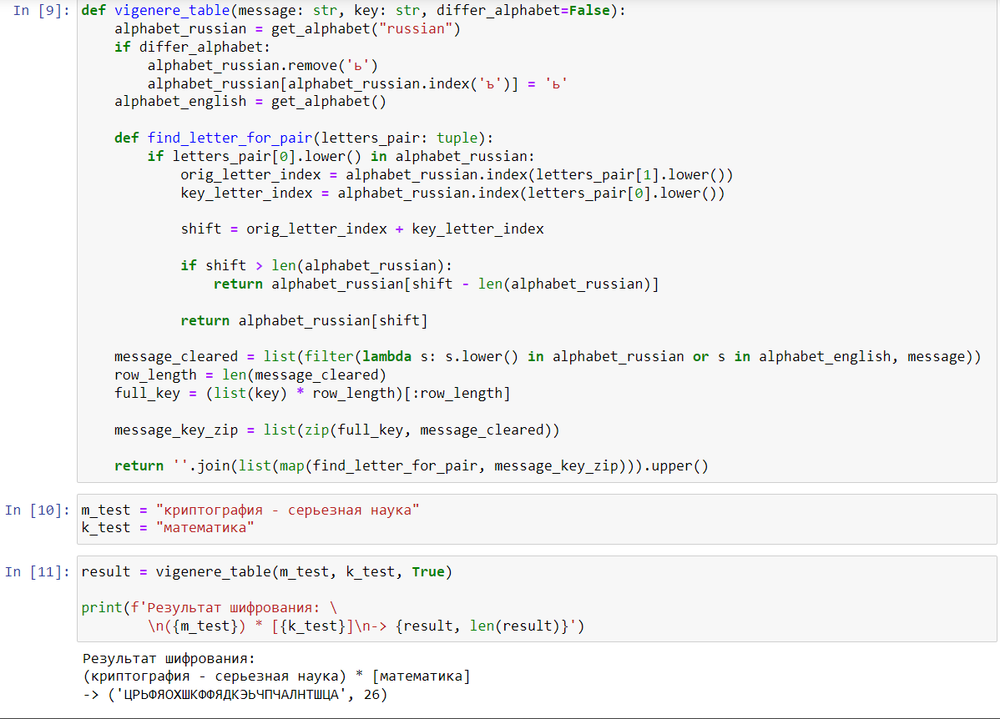 In [9]: def vigenere_table(message: str, key: str, differ_alphabet=False):
    alphabet_russian = get_alphabet("russian")
    if differ_alphabet:
        alphabet_russian.remove('ь')
        alphabet_russian[alphabet_russian.index('ъ')] = 'ь'
    alphabet_english = get_alphabet()
    def find_letter_for_pair(letters_pair: tuple):
        if letters_pair[0].lower() in alphabet_russian:
            orig_letter_index = alphabet_russian.index(letters_pair[1].lower())
            key_letter_index = alphabet_russian.index(letters_pair[0].lower())
            shift = orig_letter_index + key_letter_index
            if shift > len(alphabet_russian):
                return alphabet_russian[shift - len(alphabet_russian)]
            return alphabet_russian[shift]
    message_cleared = list(filter(lambda s: s.lower() in alphabet_russian or s in alphabet_english, message))
    row_length = len(message_cleared)
    full_key = (list(key) * row_length)[:row_length]
    message_key_zip = list(zip(full_key, message_cleared))
    return ''.join(list(map(find_letter_for_pair, message_key_zip))).upper()
In [10]: m_test = "криптография - серьезная наука"
k_test = "математика"
In [11]: result = vigenere_table(m_test, k_test, True)
print(f'Результат шифрования: \
        \n({m_test}) * [{k_test}]\n-> {result, len(result)}')
Результат шифрования:
(криптография - серьезная наука) * [математика]
-> ('ЦРЬФЯОХШКФФЯДКЭЬЧПЧАЛНТШЦА', 26)